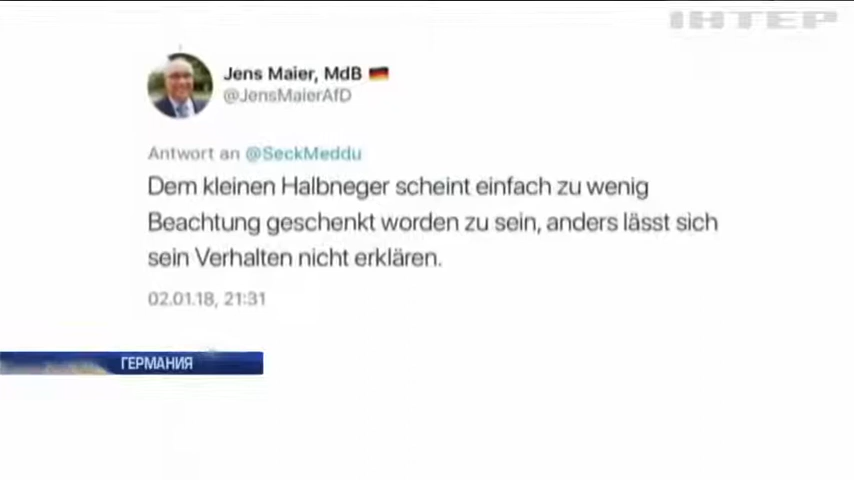 ІНТЕР
Jens Maier, MdB
@JensMaierAfD
Antwort an @SeckMeddu
Dem kleinen Halbneger scheint einfach zu wenig
Beachtung geschenkt worden zu sein, anders lässt sich
sein Verhalten nicht erklären.
02.01.18, 21:31
ГЕРМАНИЯ